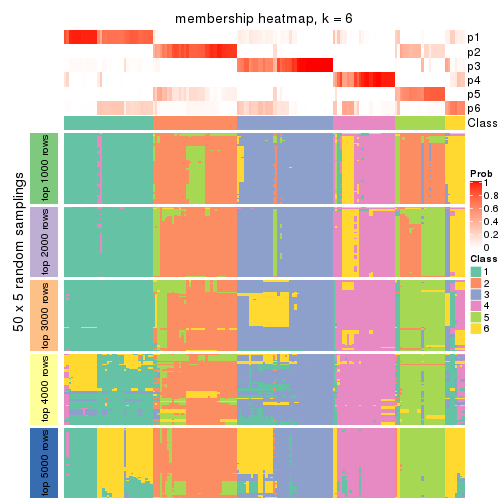 membership heatmap, k = 6
p1
p2
p3
p4
p5
p6
Class
50 x 5 random samplings
top 1000 rows
top 2000 rows
top 3000 rows
top 4000 rows
top 5000 rows
Prob
1
0.8
0.6
0.4
0.2
0
Class
1
2
3
4
5
6